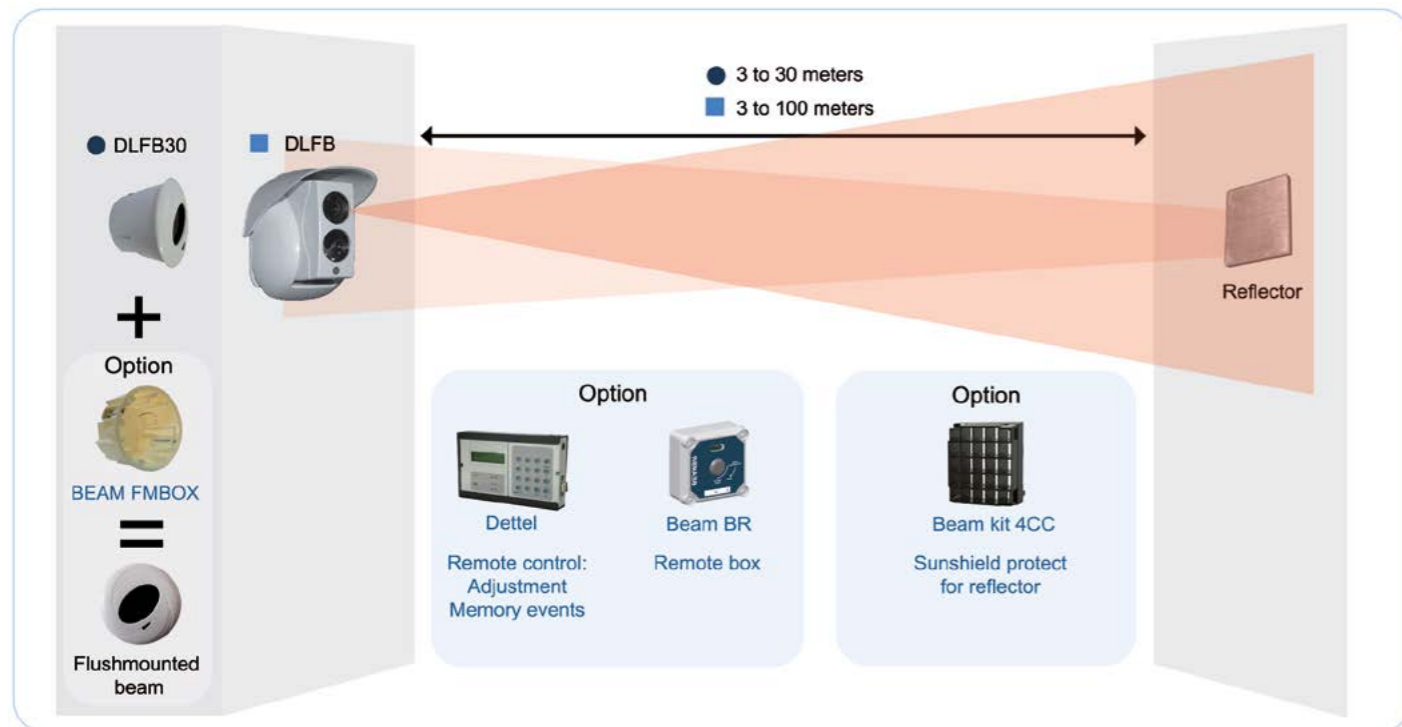 3 to 30 meters
3 to 100 meters
DLFB30
DLFB
Reflector
Option
BEAM FMBOX
Flushmounted
beam
Option
Dettel
Remote control:
Adjustment
Memory events
Beam BR
Remote box
Option
Beam kit 4CC
Sunshield protect
for reflector